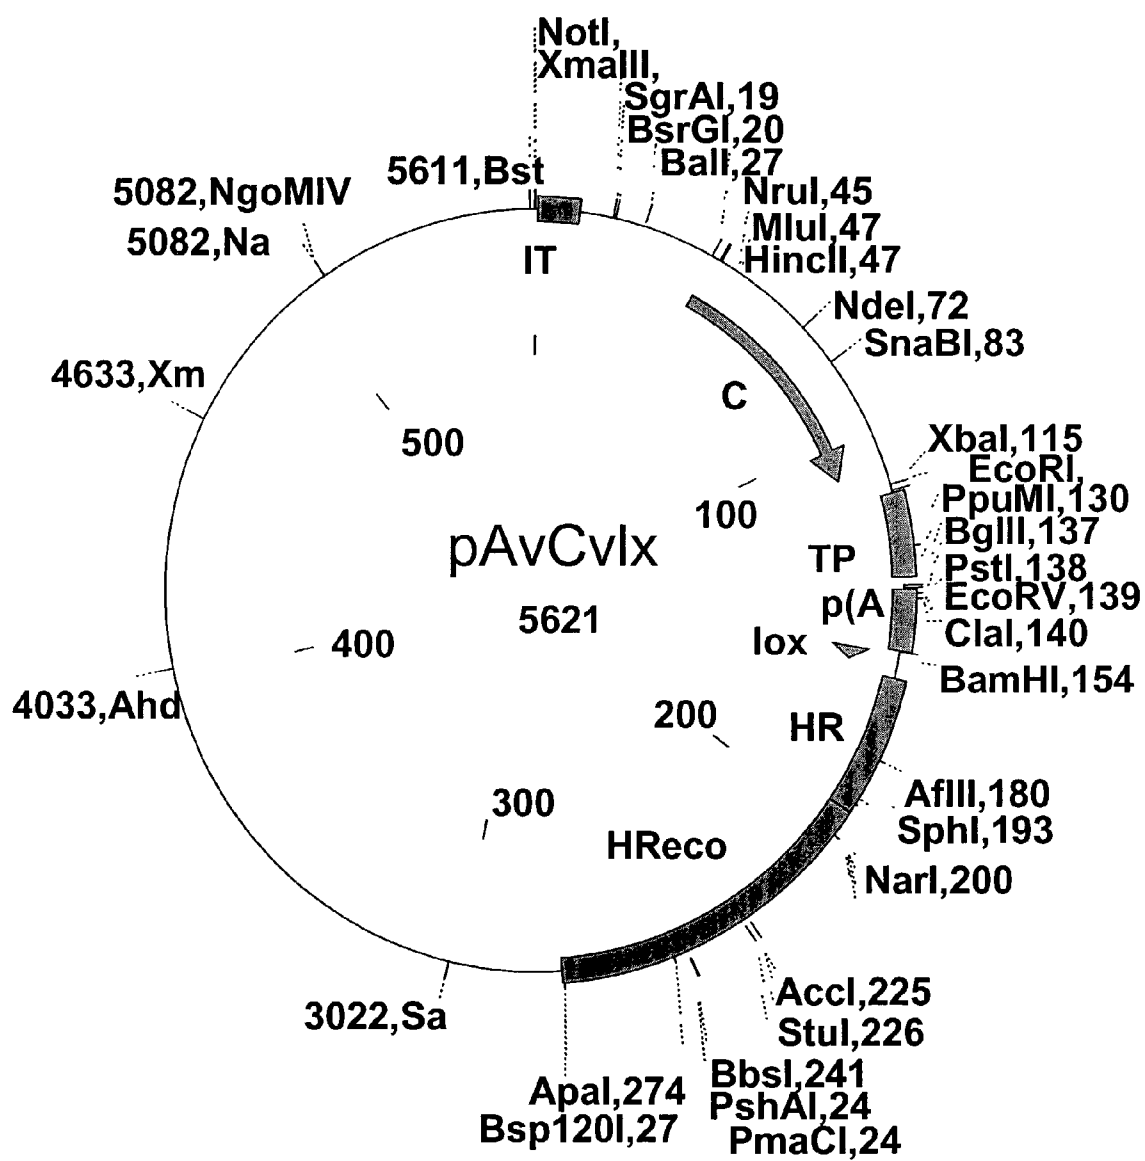 NotI,
XmaIII,
SgrAI,19
BsrGI,20
BalI,27
5611,Bst
NruI,45
5082,NgoMIV
MluI,47
5082,Na
HincII,47
IT
NdeI,72
SnaBI,83
4633,Xm
C
500
XbaI,115
EcoRI,
PpuMI,130
100
BglII,137
pAvCvlx
TP
PstI,138
EcoRV,139
p(A
5621
ClaI,140
lox
400
BamHI,154
4033,Ahd
200
HR
300
AflII,180
SphI,193
HReco
NarI,200
AccI,225
3022,Sa
StuI,226
BbsI,241
ApaI,274
PshAI,24
Bsp120I,27
PmaCI,24